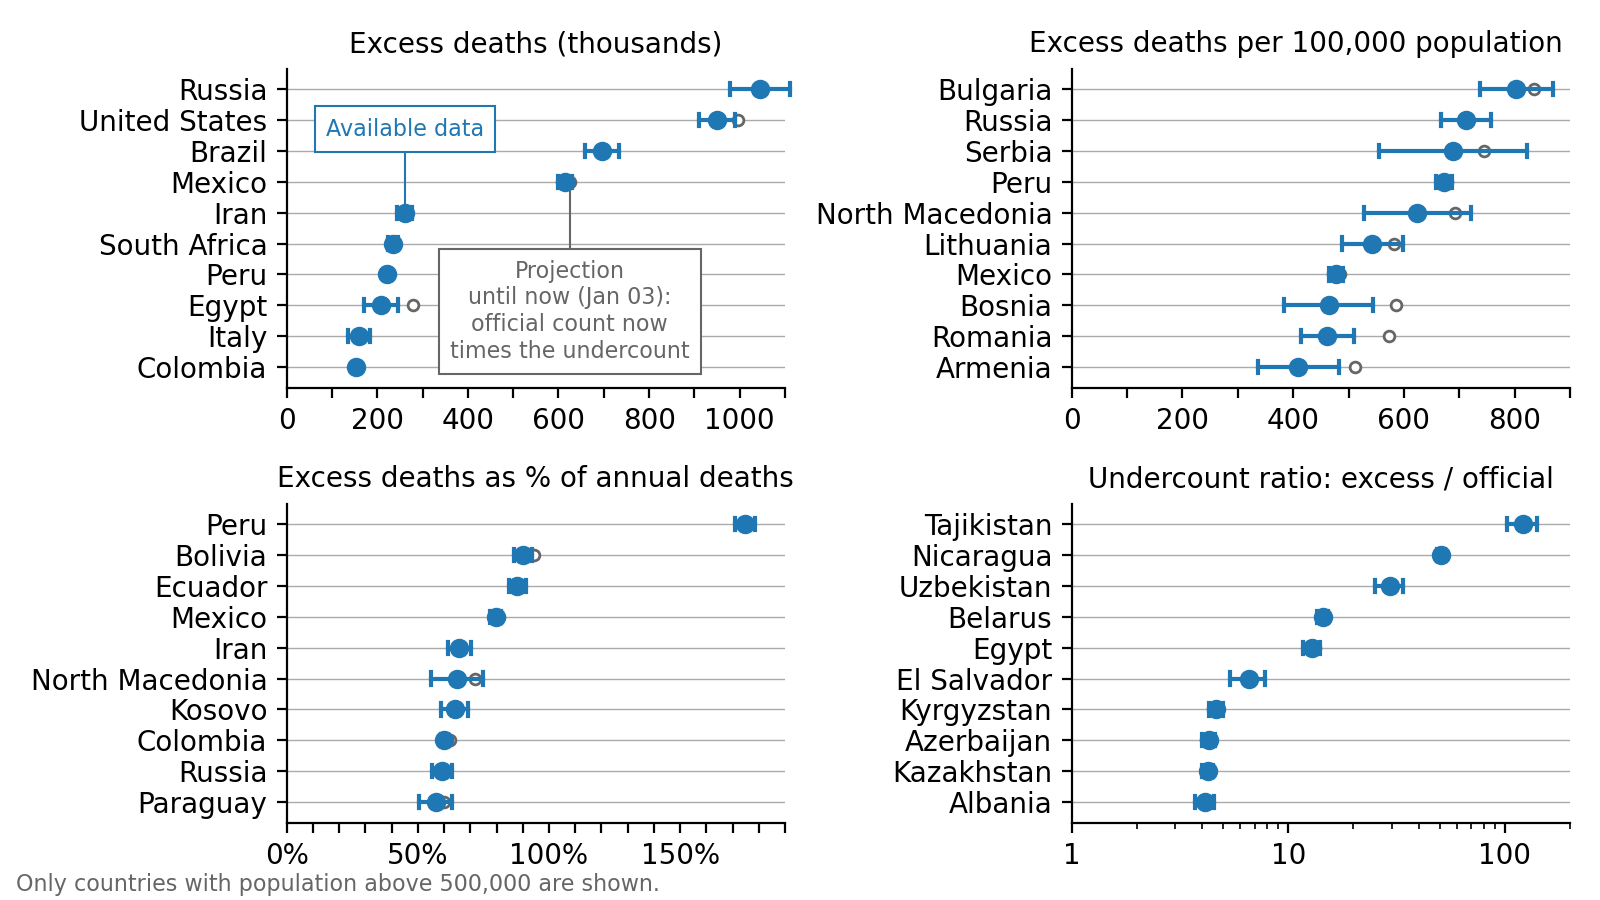 Excess deaths (thousands)
Russia
United States
Brazil
Mexico
Iran
South Africa
Peru
Egypt
Italy
Colombia
Available data
Projection
until now (Jan 03):
official count now
times the undercount
0 200 400 600 800 1000
Excess deaths per 100,000 population
Bulgaria
Russia
Serbia
Peru
North Macedonia
Lithuania
Mexico
Bosnia
Romania
Armenia
0 200 400 600 800
Excess deaths as % of annual deaths
Peru
Bolivia
Ecuador
Mexico
Iran
North Macedonia
Kosovo
Colombia
Russia
Paraguay
0% 50% 100% 150%
Undercount ratio: excess / official
Tajikistan
Nicaragua
Uzbekistan
Belarus
Egypt
El Salvador
Kyrgyzstan
Azerbaijan
Kazakhstan
Albania
1 10 100
Only countries with population above 500,000 are shown.